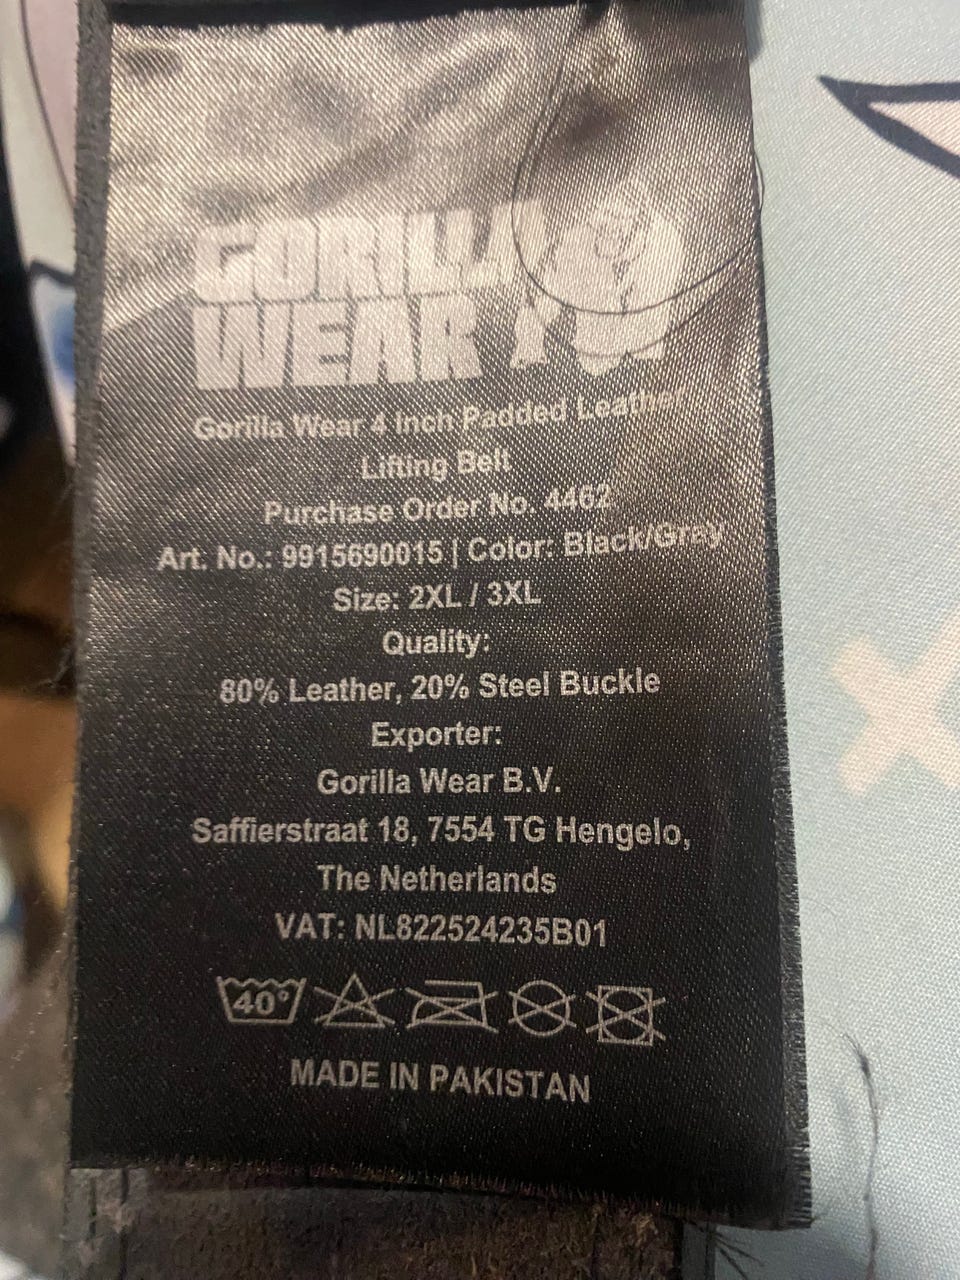 GORILLA
WEAR
Gorilla Wear 4 Inch Padded Leather
Lifting Belt
Purchase Order No. 4462
Art. No.: 9915690015 | Color: Black/Grey
Size: 2XL / 3XL
Quality:
80% Leather, 20% Steel Buckle
Exporter:
Gorilla Wear B.V.
Saffierstraat 18, 7554 TG Hengelo,
The Netherlands
VAT: NL822524235B01
40°
MADE IN PAKISTAN